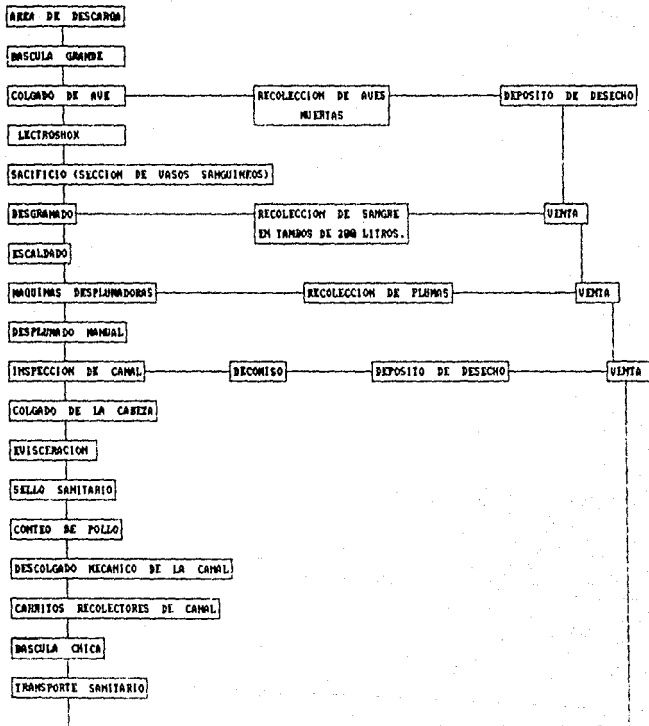 AREA DE DESCARGA
BASCULA GRANDE
COLGADO DE AVE
RECOLECCION DE AVES
MUERTAS
DEPOSITO DE DESECHO
LECTROSHOK
SACIFICIO (SECCION DE VASOS SANGUINEOS)
DESGRAMADO
RECOLECCION DE SANGRE
EM TAMBOS DE 200 LITROS.
VENTA
ESCALDADO
MAQUINAS DESPLUMADORAS
RECOLECCION DE PLUMAS
VENTA
DESPLUMADO MANUAL
INSPECCION DE CANAL
DECOMISO
DEPOSITO DE DESECHO
VENTA
COLGADO DE LA CABEZA
EVISCERACION
SELLO SANITARIO
CONTEO DE POLLO
DESCOLGADO MECANICO DE LA CANAL
CARRITOS RECOLECTORES DE CANAL
BASCULA CHICA
TRANSPORTE SANITARIO